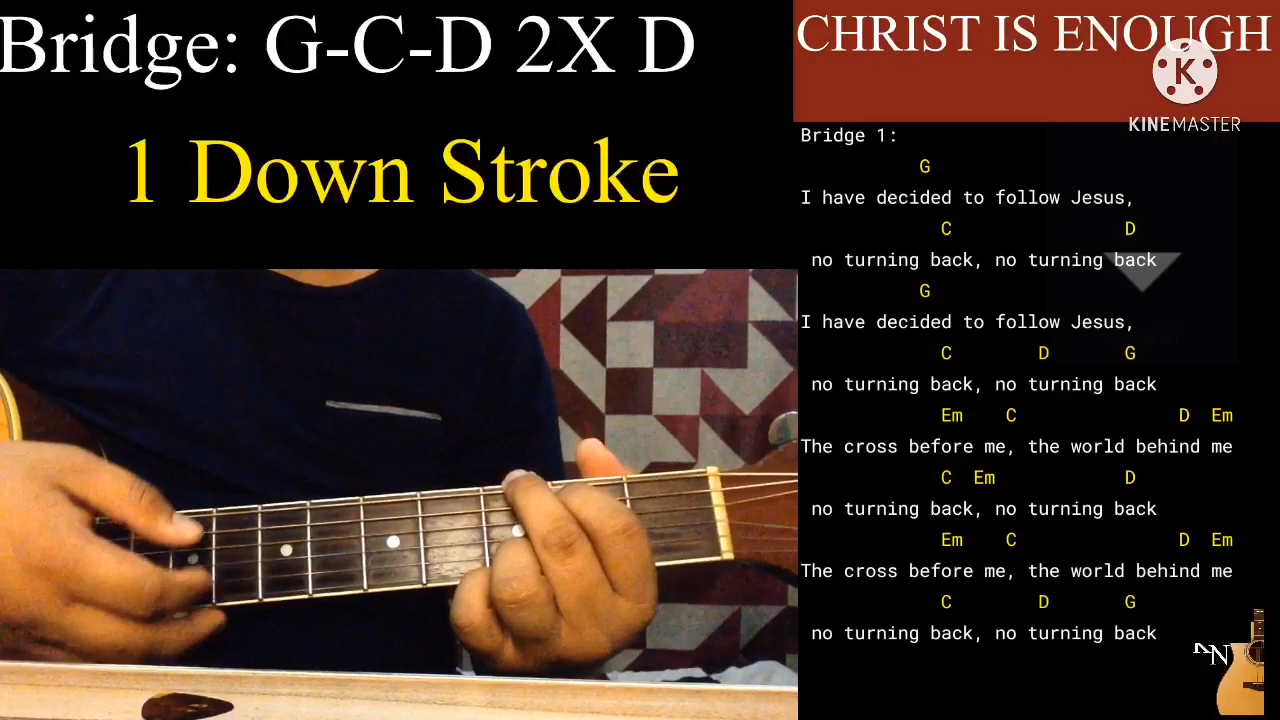 Bridge: G-C-D 2X D
1 Down Stroke
CHRIST IS ENOUGH
K
KINEMASTER
Bridge 1:
G
I have decided to follow Jesus,
C D
no turning back, no turning back
G
I have decided to follow Jesus,
C D G
no turning back, no turning back
Em C D Em
The cross before me, the world behind me
C Em D
no turning back, no turning back
Em C D Em
The cross before me, the world behind me
C D G
no turning back, no turning back